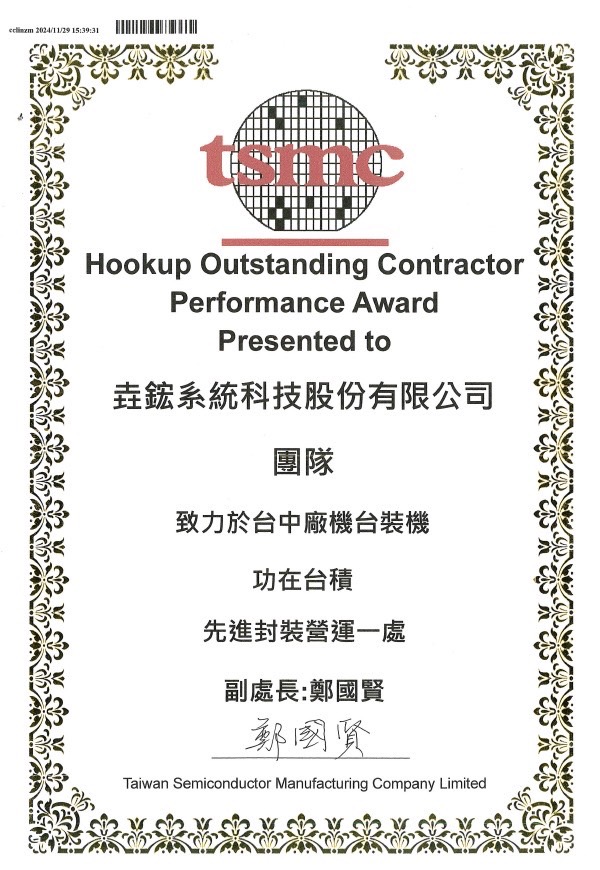 cclinzm 2024/11/29 15:39:31
tsmc
Hookup Outstanding Contractor
Performance Award
Presented to
垚鋐系統科技股份有限公司
團隊
致力於台中廠機台裝機
功在台積
先進封裝營運一處
副處長:鄭國賢
鄭國賢
Taiwan Semiconductor Manufacturing Company Limited